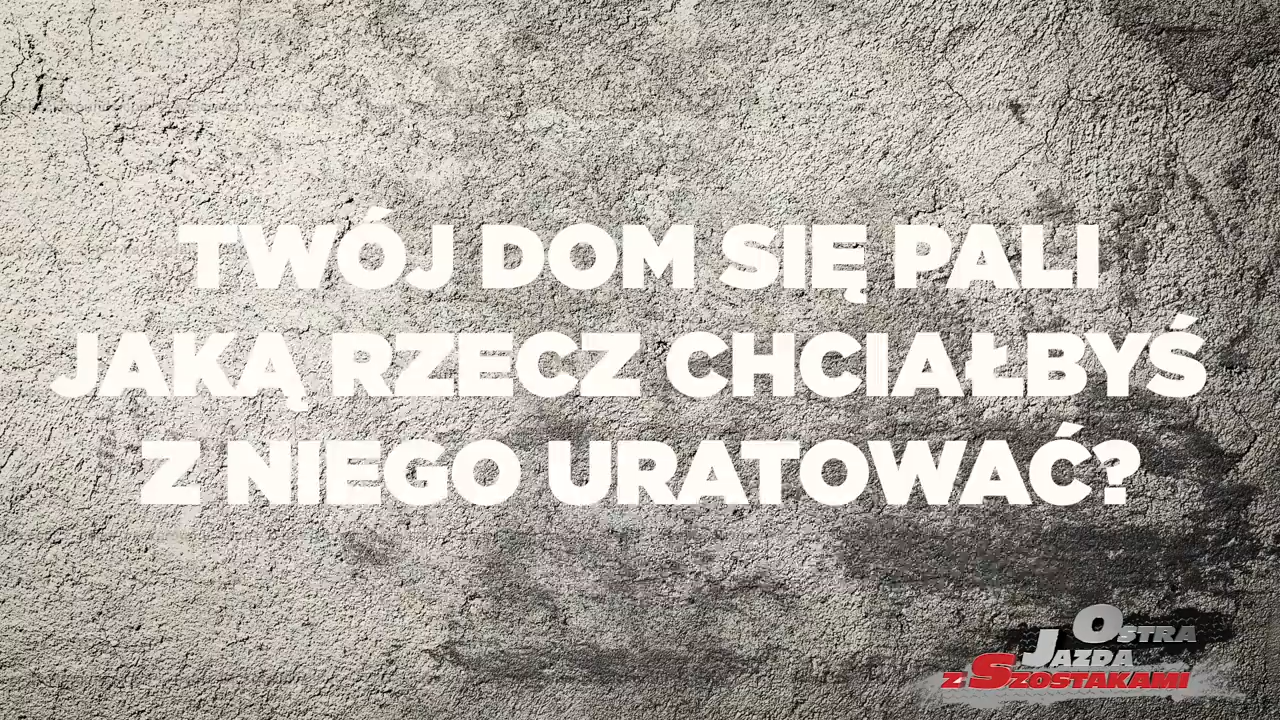 TWÓJ DOM SIĘ PALI
JAKĄ RZECZ CHCIAŁBYŚ
Z NIEGO URATOWAĆ?
OSTRA
JAZDA
Z SZOSTAKAMI